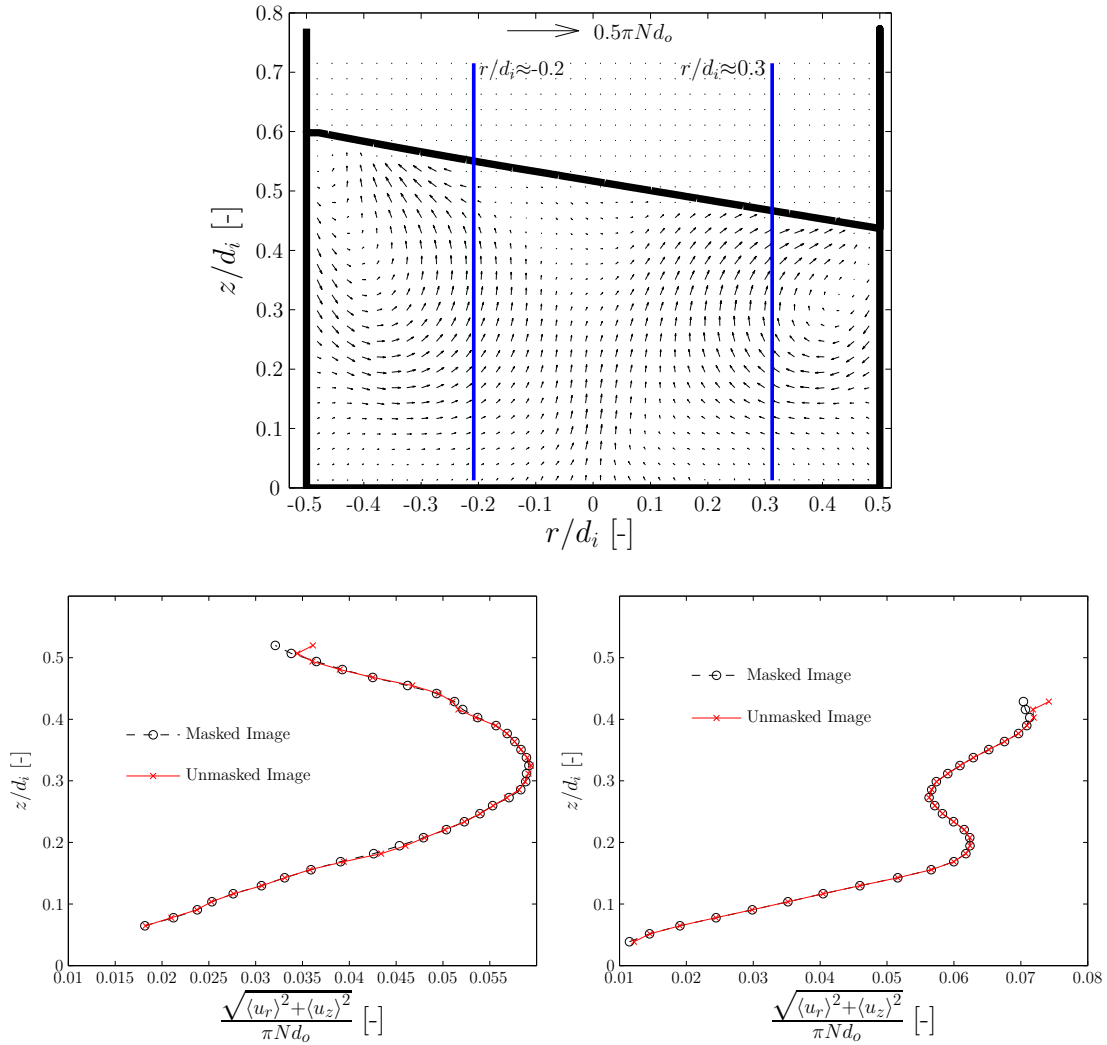 0.8
0.5πNd_o
0.7
r/d_i≈-0.2
r/d_i≈0.3
0.6
0.5
0.4
0.3
0.2
0.1
0
z/d_i [-]
-0.5 -0.4 -0.3 -0.2 -0.1 0 0.1 0.2 0.3 0.4 0.5
r/d_i [-]
0.5
0.4
0.3
0.2
0.1
0
z/d_i [-]
Masked Image
Unmasked Image
0.01 0.015 0.02 0.025 0.03 0.035 0.04 0.045 0.05 0.055
√⟨u_r⟩²+⟨u_z⟩² [-]
πNd_o
0.5
0.4
0.3
0.2
0.1
0
z/d_i [-]
Masked Image
Unmasked Image
0.01 0.02 0.03 0.04 0.05 0.06 0.07 0.08
√⟨u_r⟩²+⟨u_z⟩² [-]
πNd_o